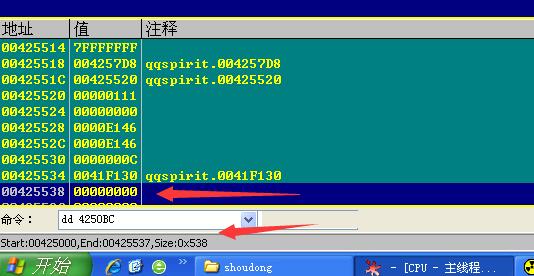 地址 值 注释
00425514 7FFFFFFF
00425518 004257D8 qqspirit.004257D8
0042551C 00425520 qqspirit.00425520
00425520 00000111
00425524 00000000
00425528 0000E146
0042552C 0000E146
00425530 0000000C
00425534 0041F130 qqspirit.0041F130
00425538 00000000
命令： dd 4250BC
Start:00425000,End:00425537,Size:0x538
开始 shoudong - [CPU - 主线程...